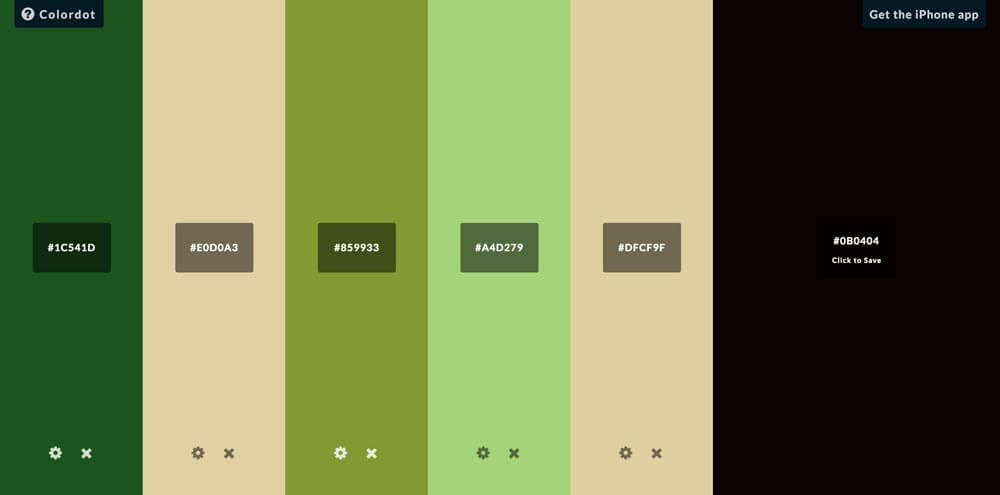 Colordot
Get the iPhone app
#1C541D
#E0D0A3
#859933
#A4D279
#DFCF9F
#0B0404
Click to Save